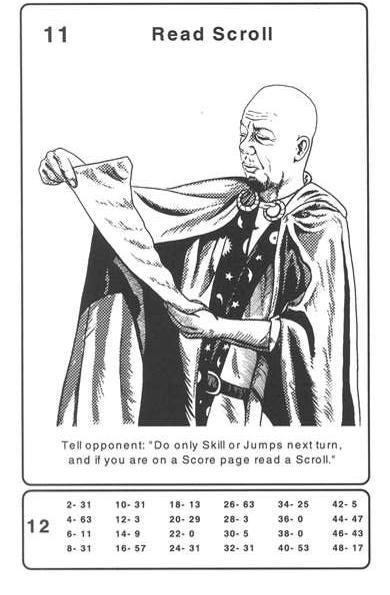 11 Read Scroll
Tell opponent: "Do only Skill or Jumps next turn,
and if you are on a Score page read a Scroll."
12
2- 31 10- 31 18- 13 26- 63 34- 25 42- 5
4- 63 12- 3 20- 29 28- 3 36- 0 44- 47
6- 11 14- 9 22- 0 30- 5 38- 0 46- 43
8- 31 16- 57 24- 31 32- 31 40- 53 48- 17